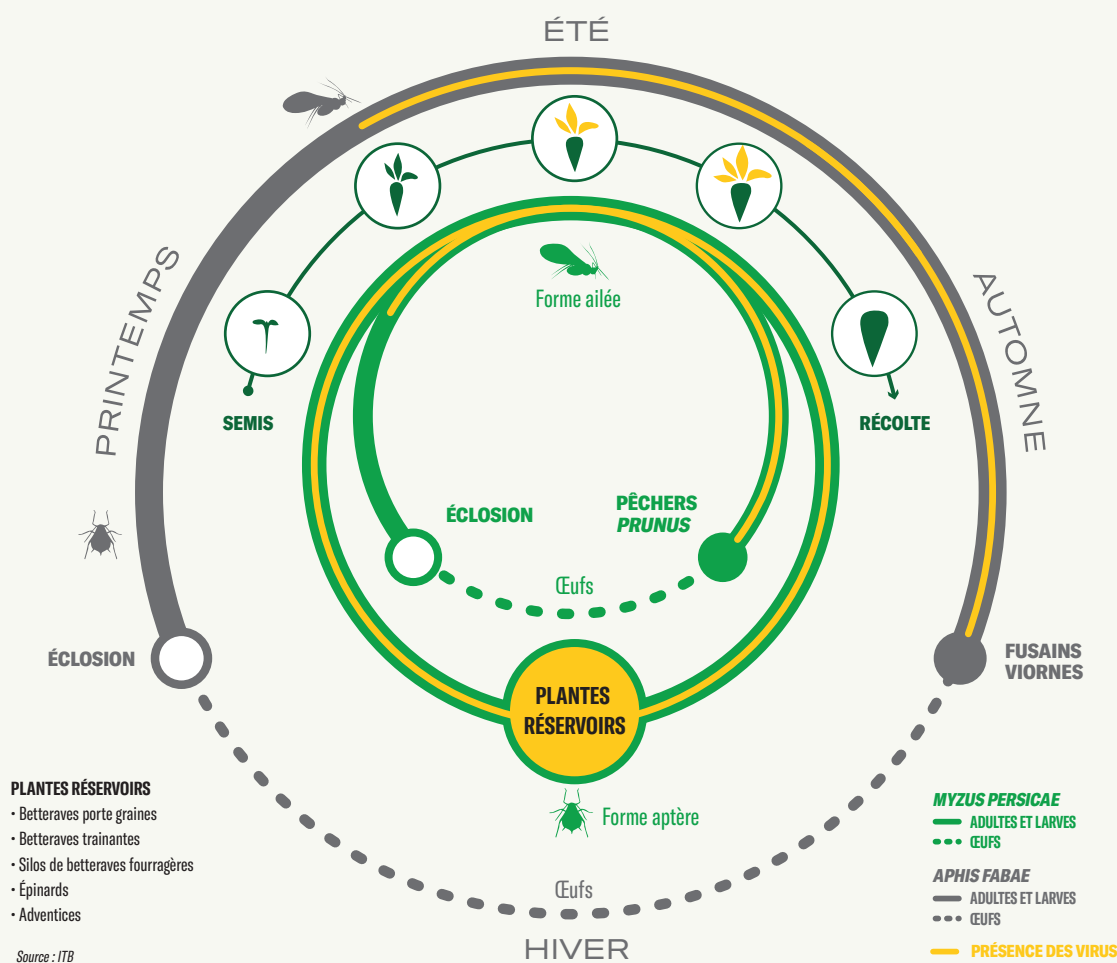 ÉTÉ
PRINTEMPS
AUTOMNE
Forme ailée
SEMIS
RÉCOLTE
ÉCLOSION
PÊCHERS
PRUNUS
Œufs
ÉCLOSION
FUSAINS
VIORNES
PLANTES
RÉSERVOIRS
Forme aptère
Œufs
HIVER
PLANTES RÉSERVOIRS
• Betteraves porte graines
• Betteraves trainantes
• Silos de betteraves fourragères
• Épinards
• Adventices
Source : ITB
MYZUS PERSICAE
ADULTES ET LARVES
ŒUFS
APHIS FABAE
ADULTES ET LARVES
ŒUFS
PRÉSENCE DES VIRUS